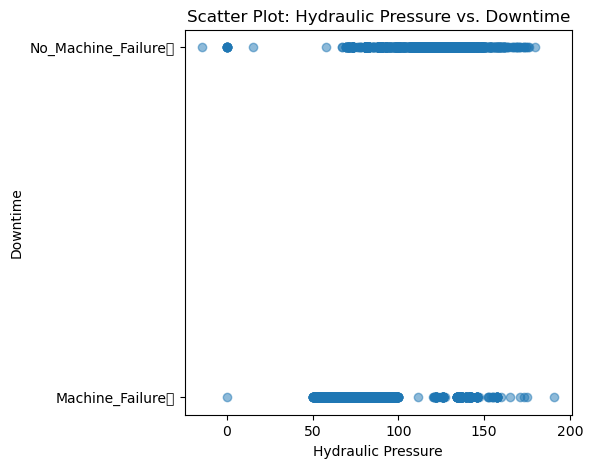 Scatter Plot: Hydraulic Pressure vs. Downtime
No_Machine_Failure
Downtime
Machine_Failure
0 50 100 150 200
Hydraulic Pressure